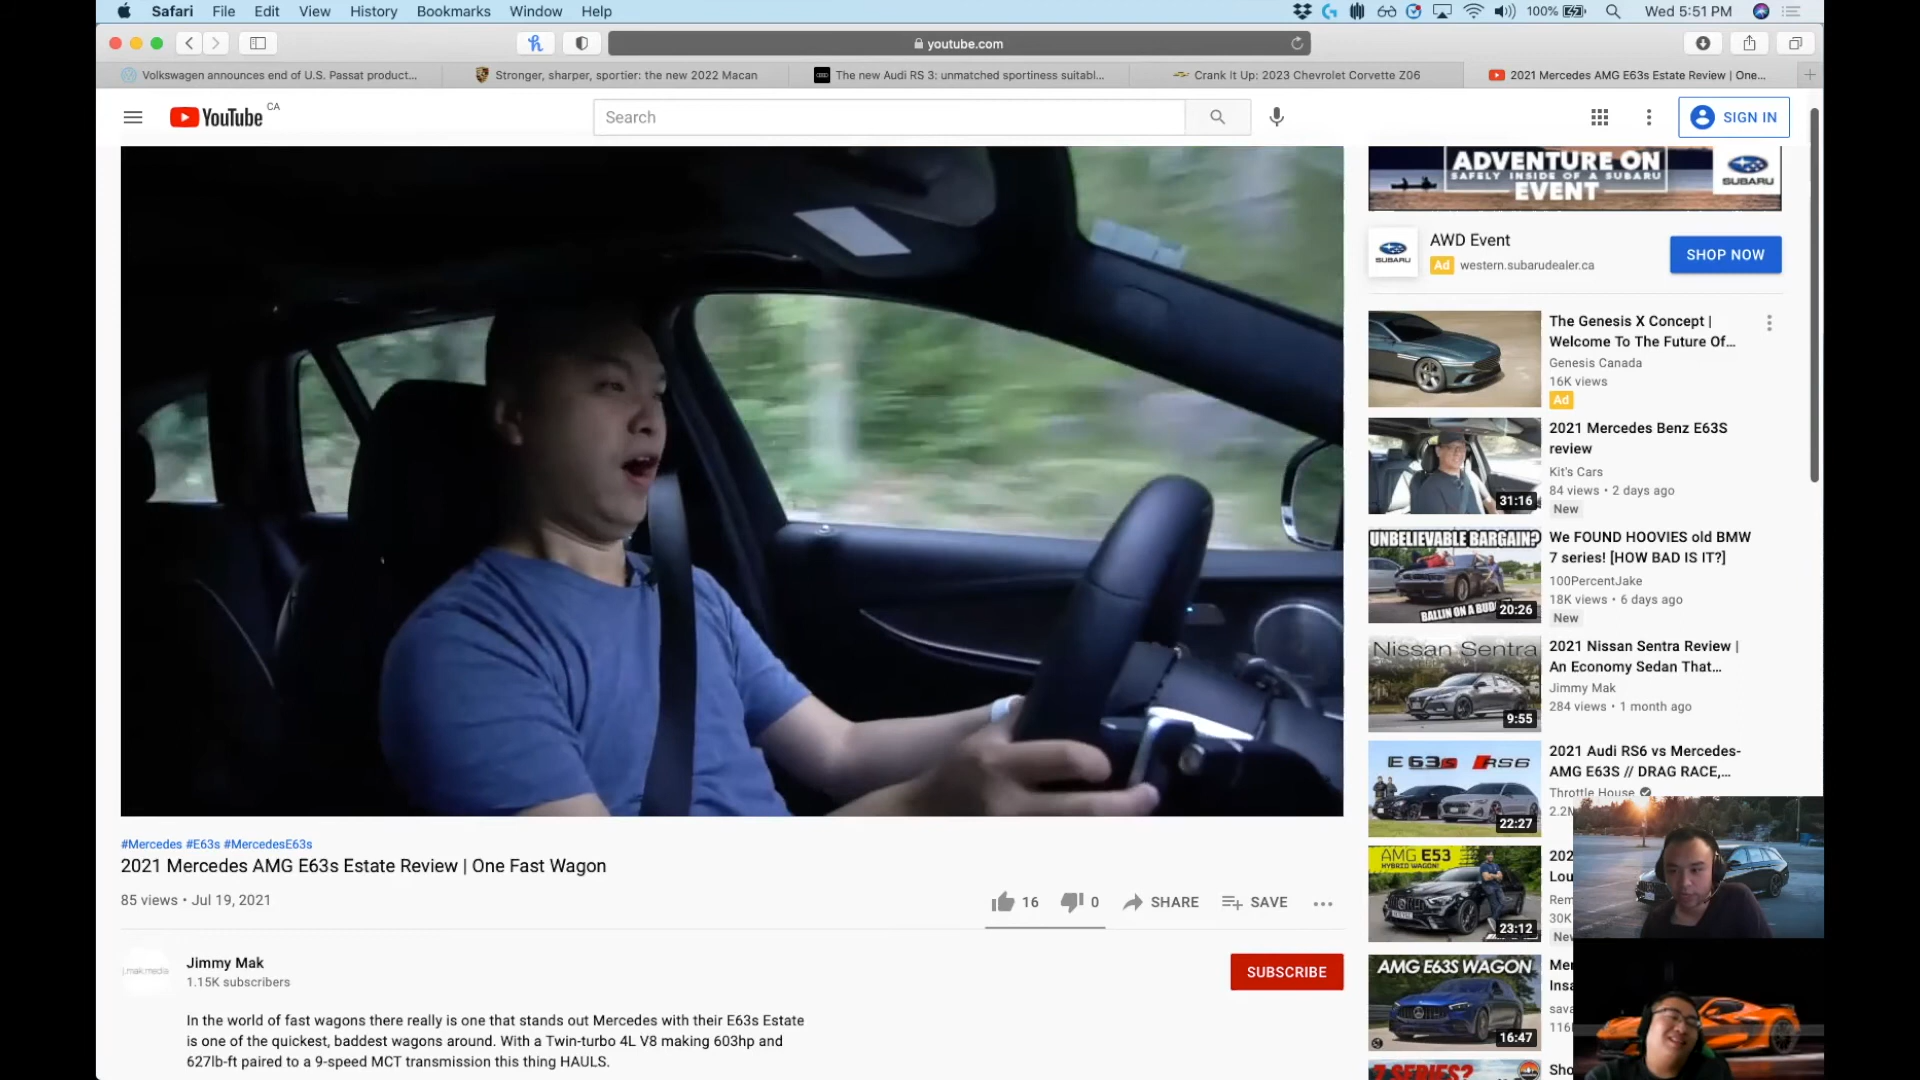 Safari File Edit View History Bookmarks Window Help 100% Wed 5:51 PM
youtube.com
Volkswagen announces end of U.S. Passat product...
Stronger, sharper, sportier: the new 2022 Macan
The new Audi RS 3: unmatched sportiness suitabl...
Crank It Up: 2023 Chevrolet Corvette Z06
2021 Mercedes AMG E63s Estate Review | One...
YouTube CA
Search
SIGN IN
ADVENTURE ON
SAFELY INSIDE OF A SUBARU
EVENT
SUBARU
SUBARU
AWD Event
Ad western.subarudealer.ca
SHOP NOW
The Genesis X Concept |
Welcome To The Future Of...
Genesis Canada
16K views
Ad
31:16
2021 Mercedes Benz E63S
review
Kit's Cars
84 views • 2 days ago
New
UNBELIEVABLE BARGAIN?
20:26
We FOUND HOOVIES old BMW
7 series! [HOW BAD IS IT?]
100PercentJake
18K views • 6 days ago
New
Nissan Sentra
9:55
2021 Nissan Sentra Review |
An Economy Sedan That...
Jimmy Mak
284 views • 1 month ago
E63s RS6
22:27
2021 Audi RS6 vs Mercedes-
AMG E63S // DRAG RACE,...
Throttle House
AMG E53
HYBRID WAGON!
23:12
AMG E63S WAGON
16:47
7 SERIES?
#Mercedes #E63s #MercedesE63s
2021 Mercedes AMG E63s Estate Review | One Fast Wagon
85 views • Jul 19, 2021
16 0 SHARE SAVE
j.mak.media
Jimmy Mak
1.15K subscribers
SUBSCRIBE
In the world of fast wagons there really is one that stands out Mercedes with their E63s Estate
is one of the quickest, baddest wagons around. With a Twin-turbo 4L V8 making 603hp and
627lb-ft paired to a 9-speed MCT transmission this thing HAULS.